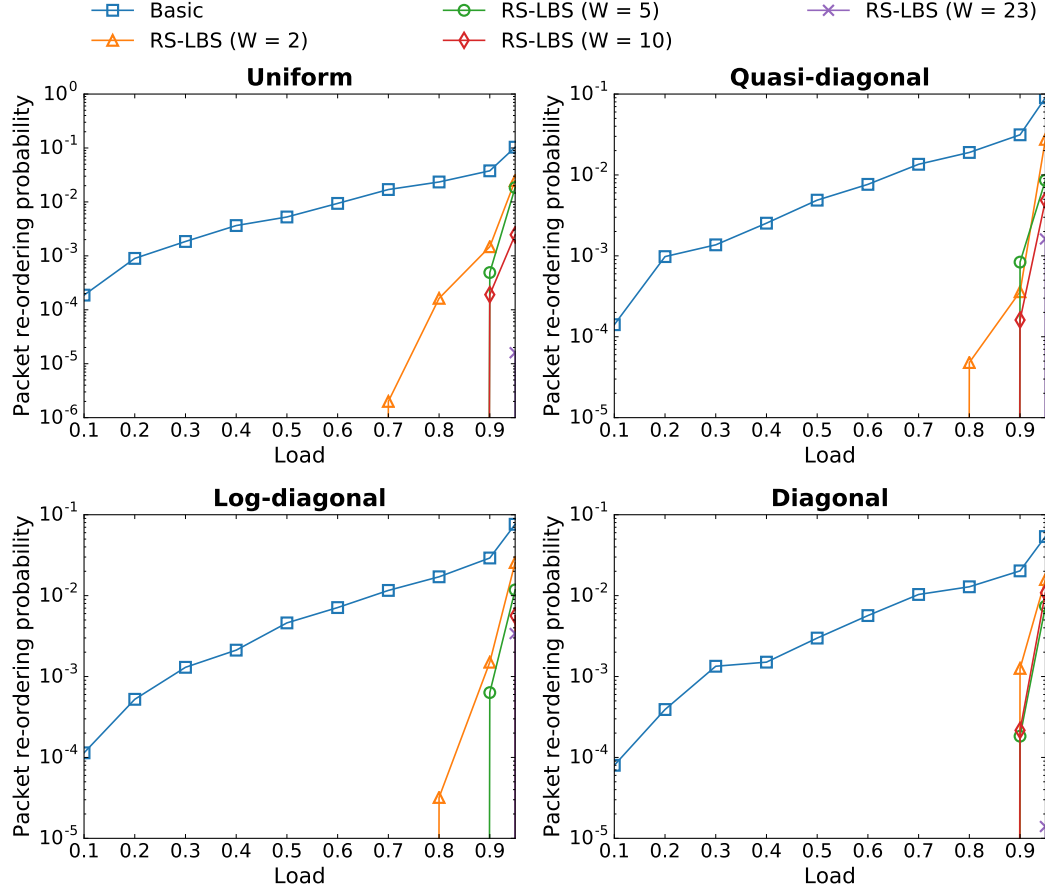 Basic
RS-LBS (W = 2)
RS-LBS (W = 5)
RS-LBS (W = 10)
RS-LBS (W = 23)
Uniform
Packet re-ordering probability
10^0
10^-1
10^-2
10^-3
10^-4
10^-5
10^-6
0.1 0.2 0.3 0.4 0.5 0.6 0.7 0.8 0.9
Load
Quasi-diagonal
Packet re-ordering probability
10^-1
10^-2
10^-3
10^-4
10^-5
0.1 0.2 0.3 0.4 0.5 0.6 0.7 0.8 0.9
Load
Log-diagonal
Packet re-ordering probability
10^-1
10^-2
10^-3
10^-4
10^-5
0.1 0.2 0.3 0.4 0.5 0.6 0.7 0.8 0.9
Load
Diagonal
Packet re-ordering probability
10^-1
10^-2
10^-3
10^-4
10^-5
0.1 0.2 0.3 0.4 0.5 0.6 0.7 0.8 0.9
Load